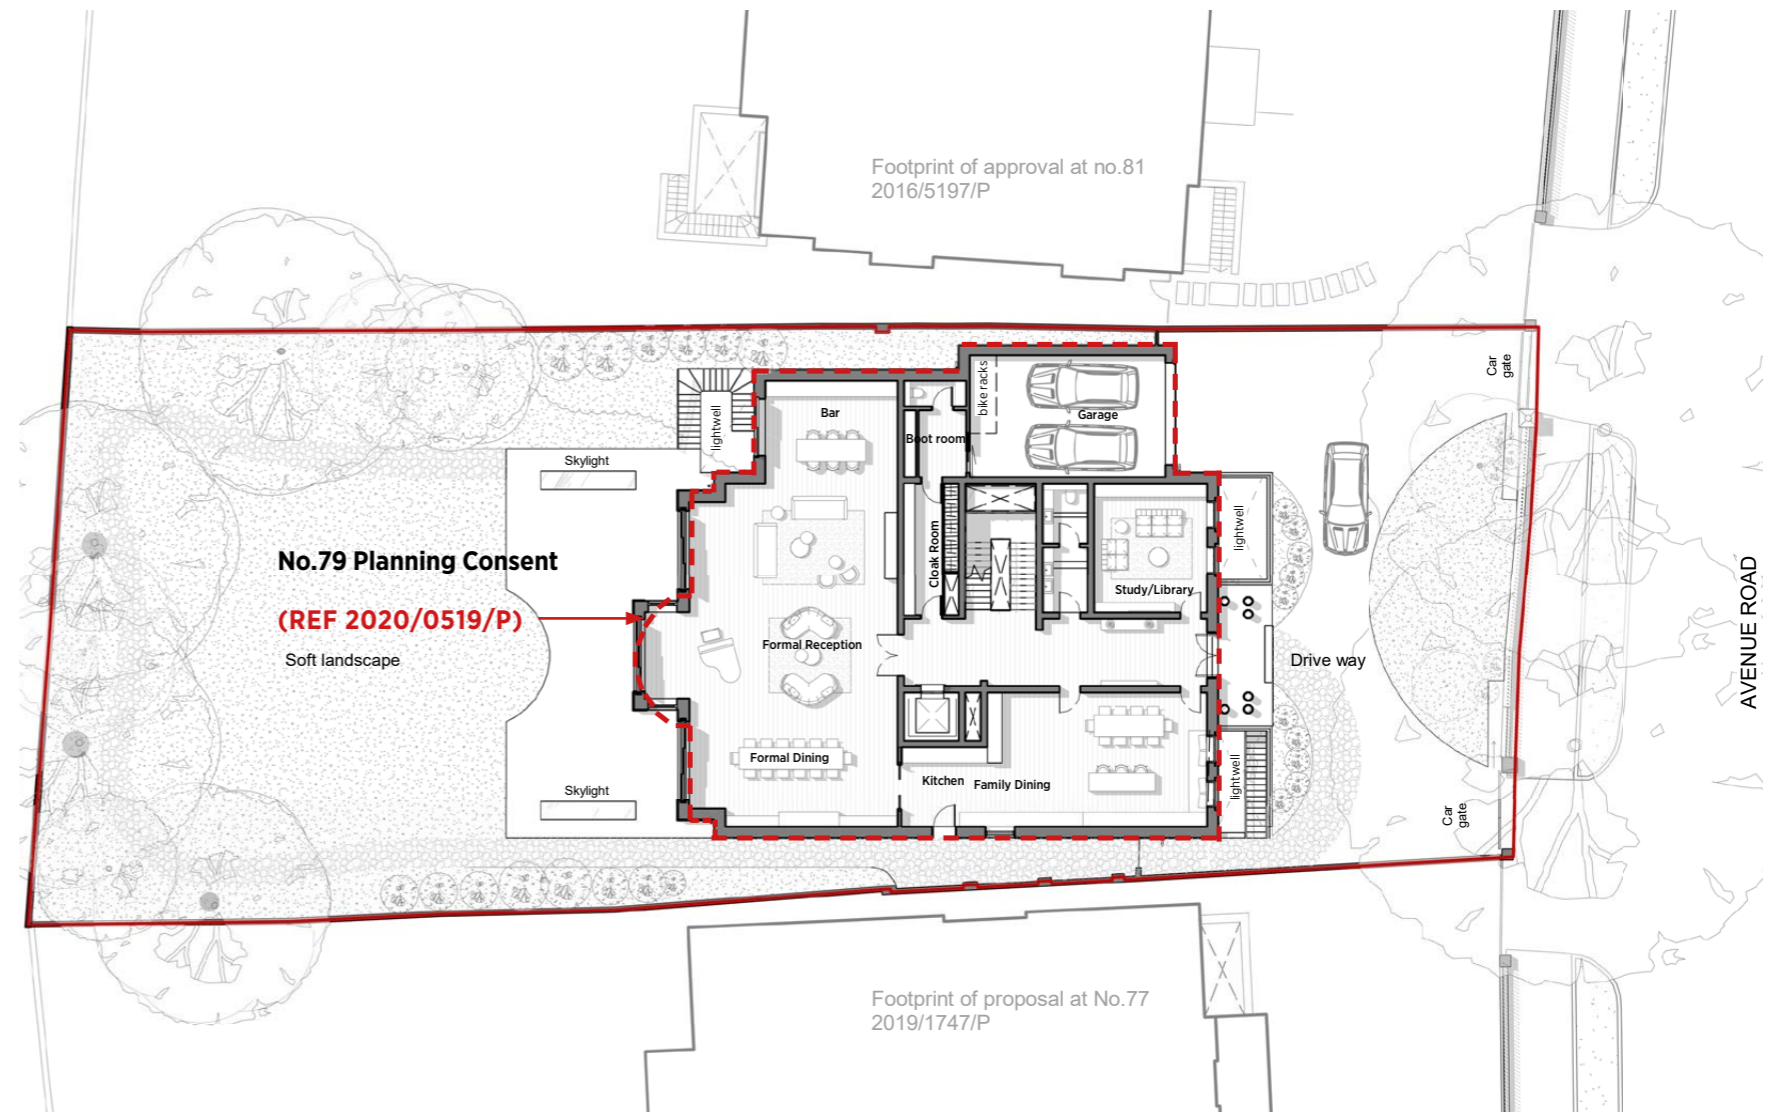 Footprint of approval at no.81
2016/5197/P
Car
gate
bike racks
Garage
Bar
lightwell
Boot room
Skylight
Cloak Room
lightwell
No.79 Planning Consent
(REF 2020/0519/P)
Soft landscape
Study/Library
Formal Reception
Drive way
AVENUE ROAD
Formal Dining
Kitchen
Family Dining
lightwell
Skylight
Car
gate
Footprint of proposal at No.77
2019/1747/P